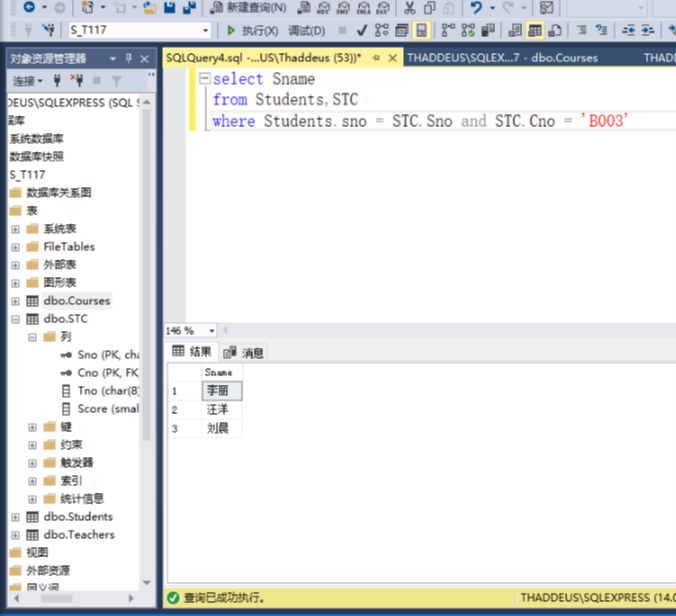 新建查询(N)
S_T117
执行(X)
调试(D)
对象资源管理器
连接
DEUS\SQLEXPRESS (SQL S
据库
系统数据库
数据库快照
S_T117
数据库关系图
表
系统表
FileTables
外部表
图形表
dbo.Courses
dbo.STC
列
Sno (PK, cha
Cno (PK, FK,
Tno (char(8)
Score (smal
键
约束
触发器
索引
统计信息
dbo.Students
dbo.Teachers
视图
外部资源
同义词
SQLQuery4.sql -...US\Thaddeus (53))*
THADDEUS\SQLEX...7 - dbo.Courses
THADD
select Sname
from Students,STC
where Students.sno = STC.Sno and STC.Cno = 'B003'
146 %
结果
消息
Sname
1 李丽
2 汪洋
3 刘晨
查询已成功执行。
THADDEUS\SQLEXPRESS (14.0